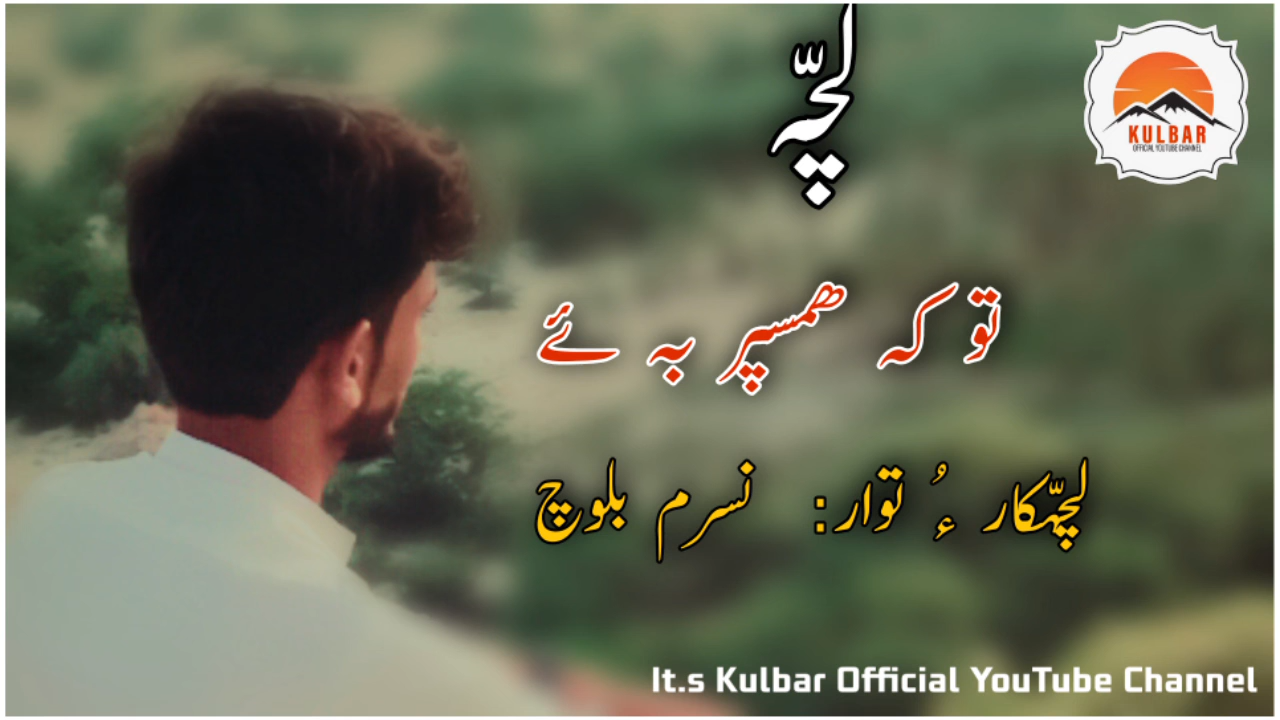 لچّہ
KULBAR
OFFICIAL YOUTUBE CHANNEL
تو کہ ھمسپر بہ ئے
لچّہکار ءُ توار: نسرم بلوچ
It.s Kulbar Official YouTube Channel